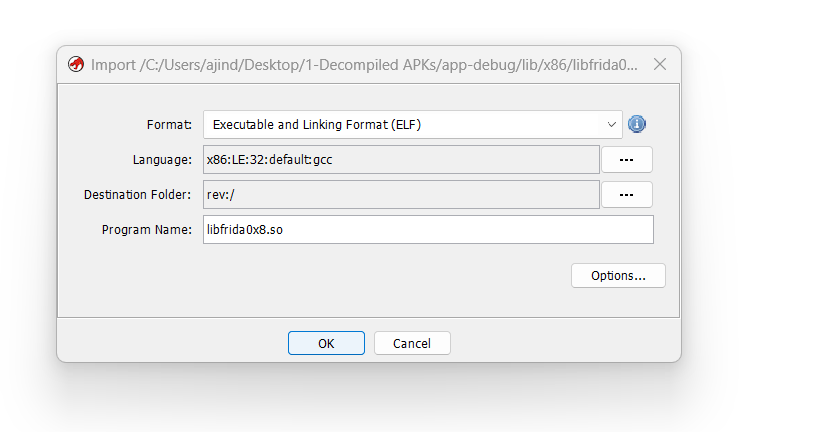 Import /C:/Users/ajind/Desktop/1-Decompiled APKs/app-debug/lib/x86/libfrida0...
Format: Executable and Linking Format (ELF)
Language: x86:LE:32:default:gcc ...
Destination Folder: rev:/ ...
Program Name: libfrida0x8.so
Options...
OK Cancel